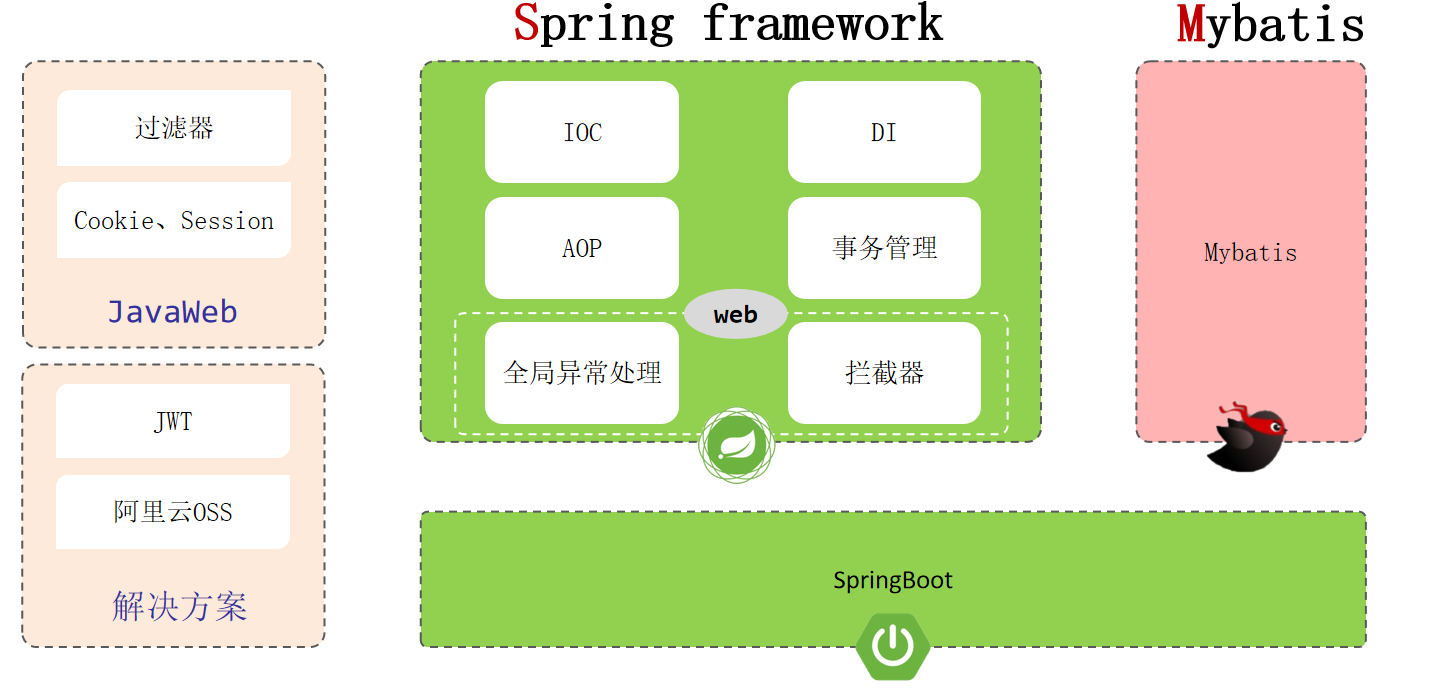 Spring framework
Mybatis
过滤器
Cookie、Session
JavaWeb
JWT
阿里云OSS
解决方案
IOC
DI
AOP
事务管理
web
全局异常处理
拦截器
Mybatis
SpringBoot